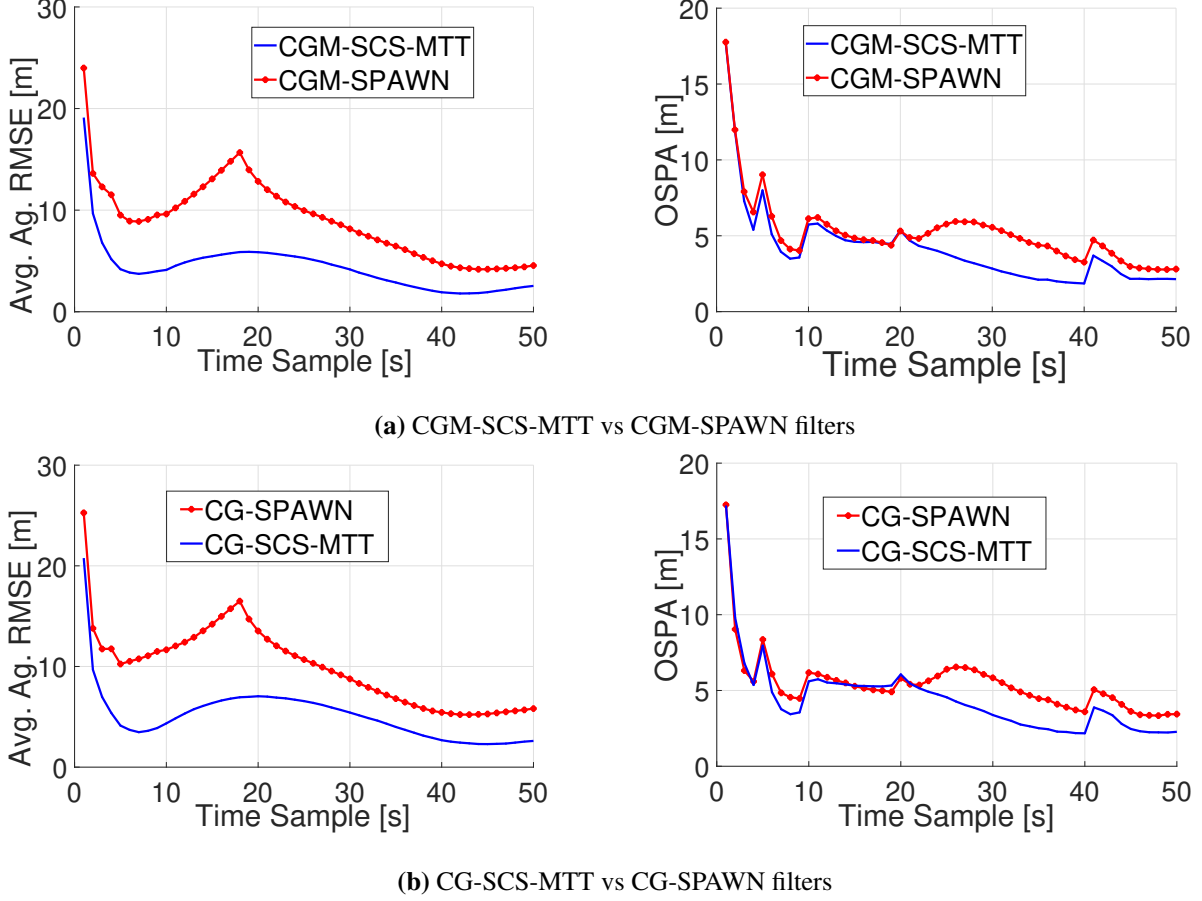 30
20
10
0
Avg. Ag. RMSE [m]
CGM-SCS-MTT
CGM-SPAWN
0 10 20 30 40 50
Time Sample [s]
20
15
10
5
0
OSPA [m]
CGM-SCS-MTT
CGM-SPAWN
0 10 20 30 40 50
Time Sample [s]
(a) CGM-SCS-MTT vs CGM-SPAWN filters
30
20
10
0
Avg. Ag. RMSE [m]
CG-SPAWN
CG-SCS-MTT
0 10 20 30 40 50
Time Sample [s]
20
15
10
5
0
OSPA [m]
CG-SPAWN
CG-SCS-MTT
0 10 20 30 40 50
Time Sample [s]
(b) CG-SCS-MTT vs CG-SPAWN filters